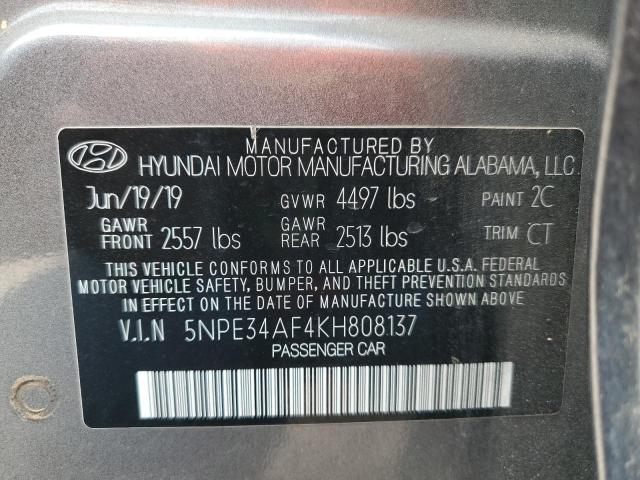 MANUFACTURED BY
HYUNDAI MOTOR MANUFACTURING ALABAMA, LLC
Jun/19/19 GVWR 4497 lbs PAINT 2C
GAWR FRONT 2557 lbs GAWR REAR 2513 lbs TRIM CT
THIS VEHICLE CONFORMS TO ALL APPLICABLE U.S.A. FEDERAL
MOTOR VEHICLE SAFETY, BUMPER, AND THEFT PREVENTION STANDARDS
IN EFFECT ON THE DATE OF MANUFACTURE SHOWN ABOVE.
V.I.N 5NPE34AF4KH808137
PASSENGER CAR